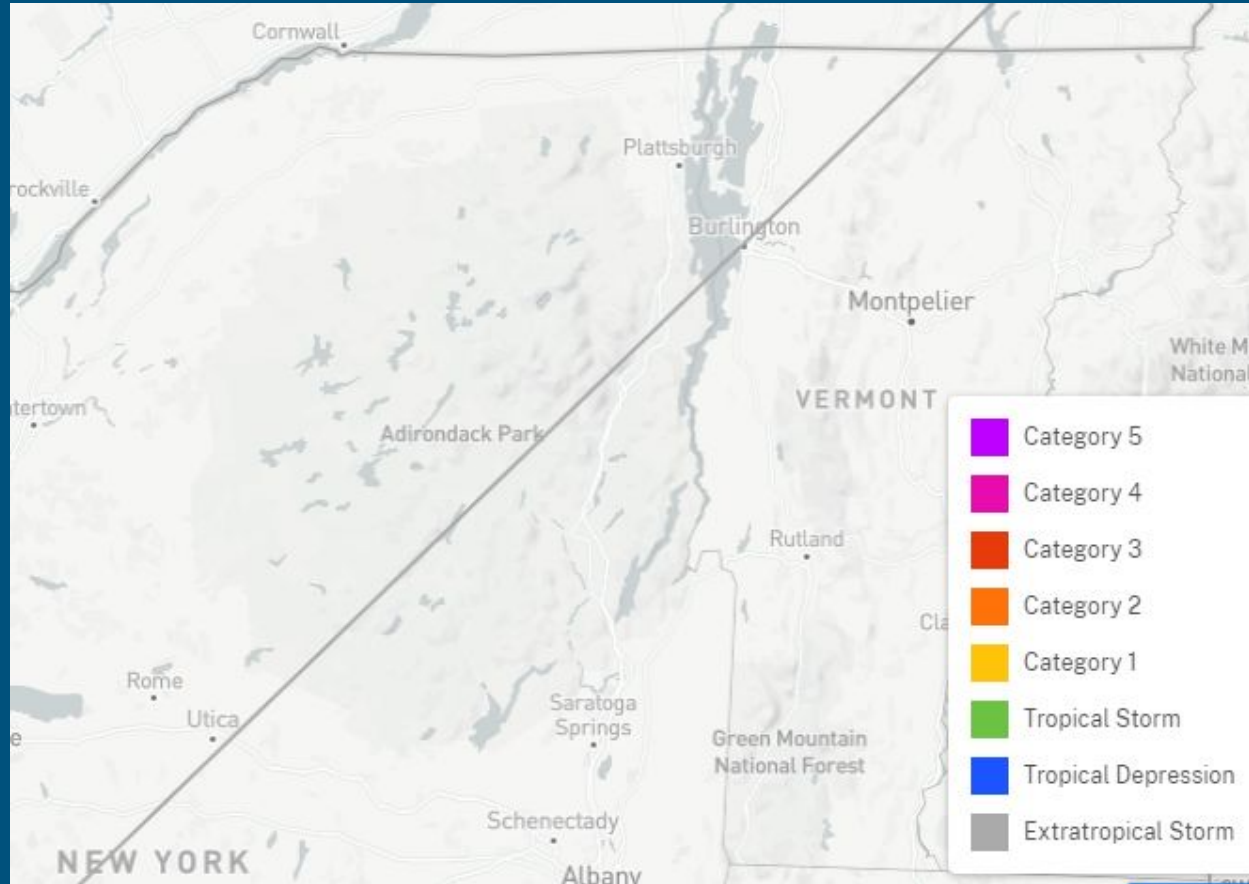 Cornwall
Plattsburgh
rockville
Burlington
Montpelier
White M
National
VERMONT
tertown
Adirondack Park
Category 5
Category 4
Category 3
Category 2
Category 1
Tropical Storm
Tropical Depression
Extratropical Storm
Rutland
Cla
Rome
Utica
e
Saratoga
Springs
Green Mountain
National Forest
Schenectady
NEW YORK
Albany